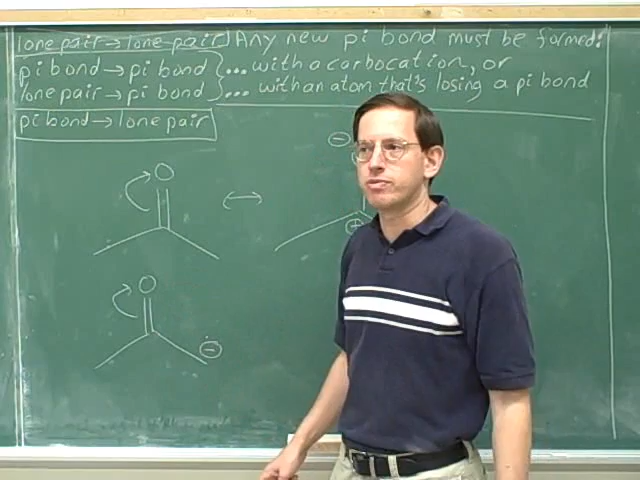 lone pair → lone pair Any new pi bond must be formed:
pi bond → pi bond ... with a carbocation, or
lone pair → pi bond ... with an atom that's losing a pi bond
pi bond → lone pair
O ↔ ⊖
⊕
O
⊖